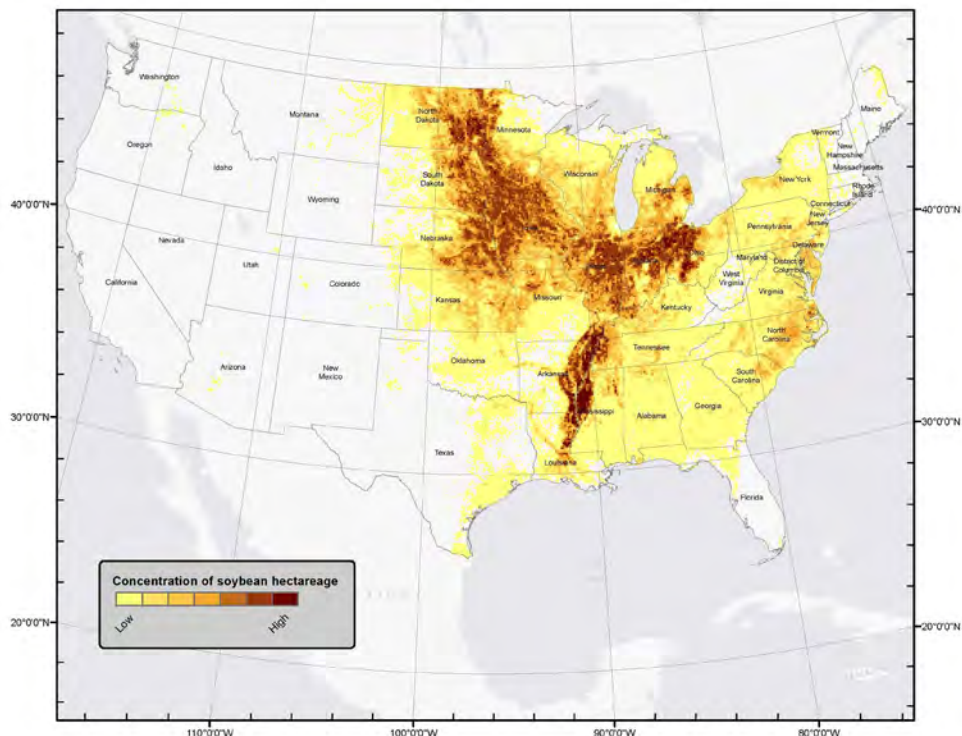 Washington
Montana
North
Dakota
Minnesota
Maine
Oregon
Idaho
Wyoming
South
Dakota
Wisconsin
Michigan
Vermont
New
Hampshire
Massachusetts
New York
Rhode
Island
Connecticut
40°0'0"N
40°0'0"N
Nevada
Utah
Colorado
Nebraska
Pennsylvania
New
Jersey
Delaware
Maryland
District of
Columbia
West
Virginia
Virginia
California
Kansas
Missouri
Kentucky
Arizona
New
Mexico
Oklahoma
Arkansas
Tennessee
North
Carolina
South
Carolina
Mississippi
Alabama
Georgia
30°0'0"N
30°0'0"N
Texas
Louisiana
Florida
Concentration of soybean hectareage
Low
High
20°0'0"N
20°0'0"N
110°0'0"W
100°0'0"W
90°0'0"W
80°0'0"W